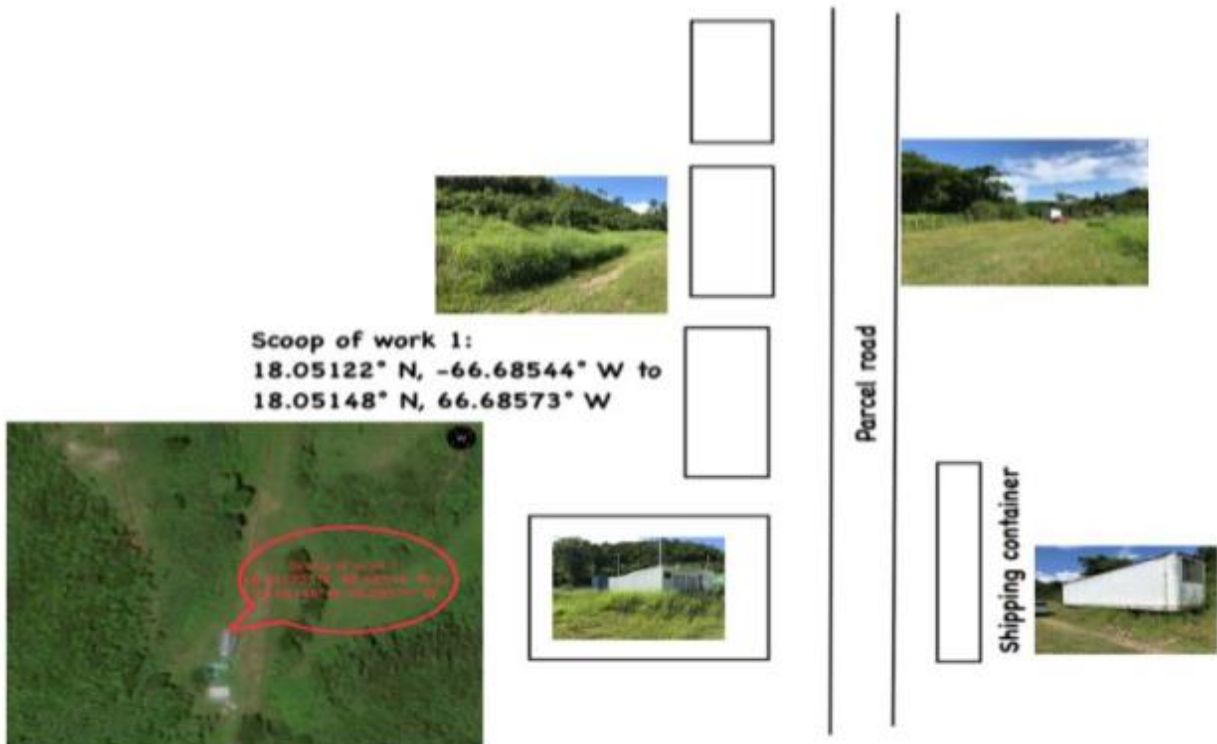 Scoop of work 1:
18.05122° N, -66.68544° W to
18.05148° N, 66.68573° W
Parcel road
Shipping container
W